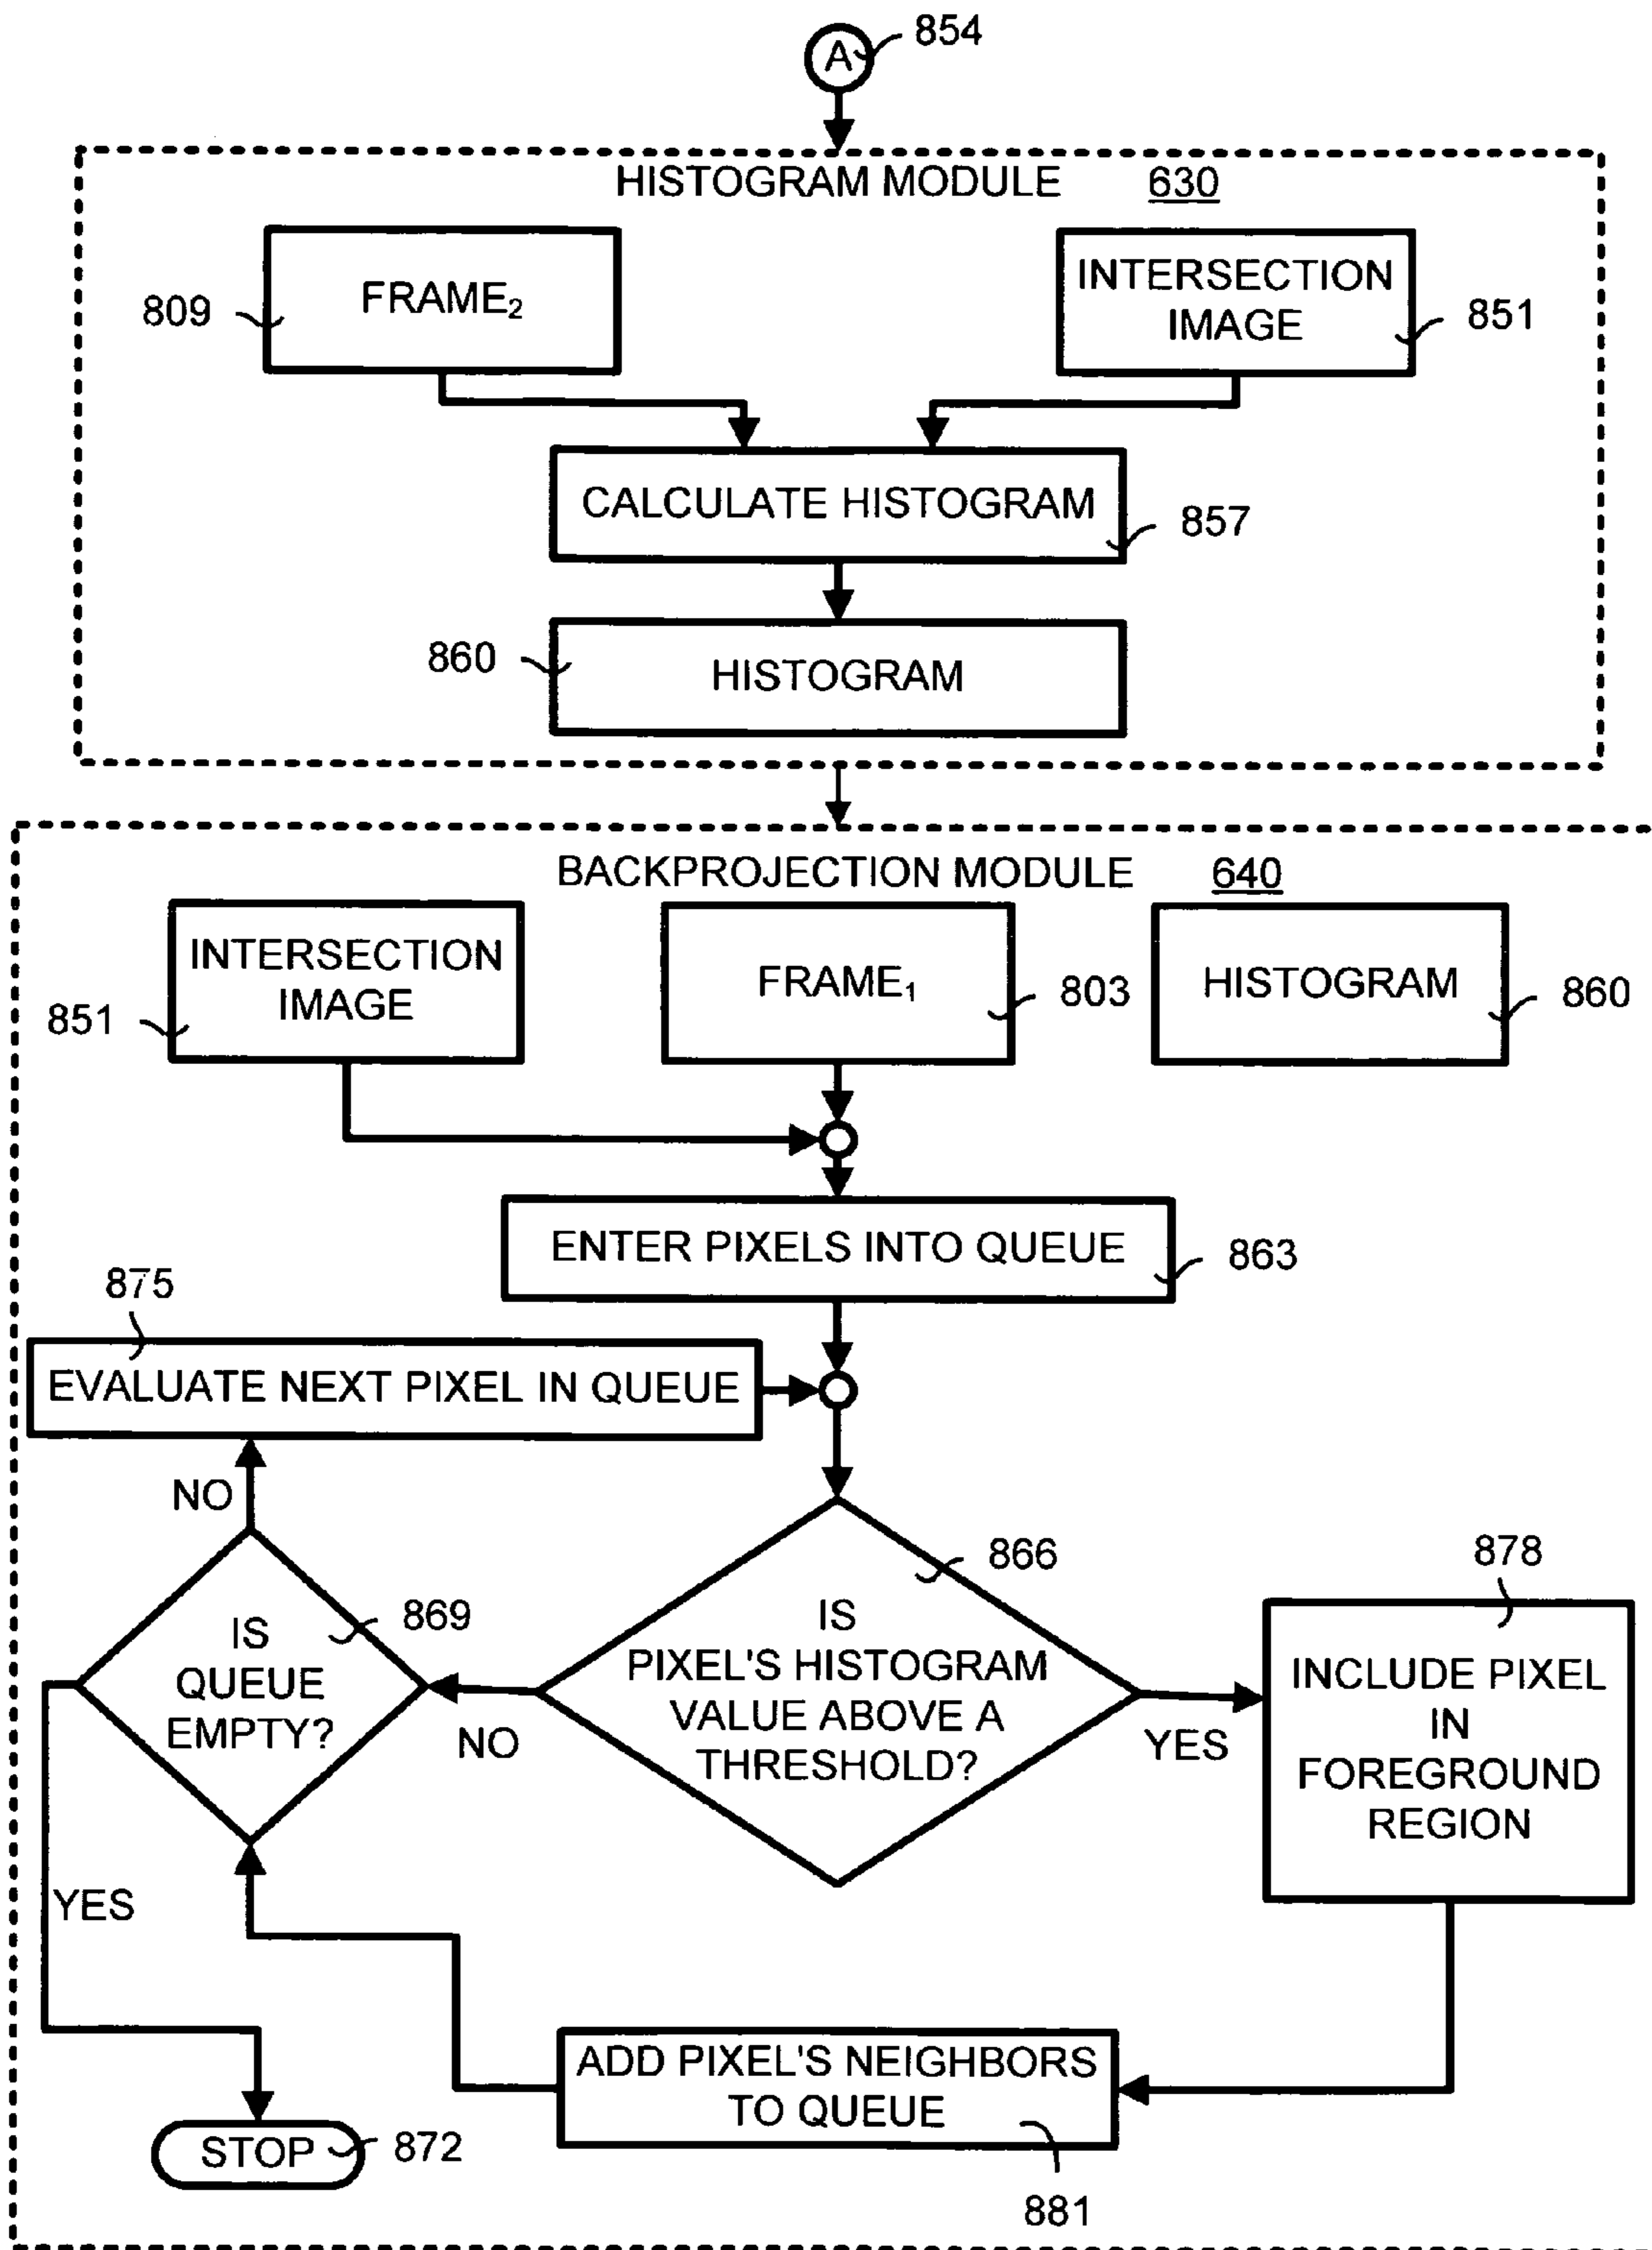 A
854
HISTOGRAM MODULE 630
FRAME₂
809
INTERSECTION
IMAGE
851
CALCULATE HISTOGRAM
857
860
HISTOGRAM
BACKPROJECTION MODULE 640
INTERSECTION
IMAGE
851
FRAME₁
803
HISTOGRAM
860
ENTER PIXELS INTO QUEUE
863
875
EVALUATE NEXT PIXEL IN QUEUE
NO
866
IS
PIXEL'S HISTOGRAM
VALUE ABOVE A
THRESHOLD?
869
IS
QUEUE
EMPTY?
NO
YES
878
INCLUDE PIXEL
IN
FOREGROUND
REGION
YES
ADD PIXEL'S NEIGHBORS
TO QUEUE
881
STOP
872